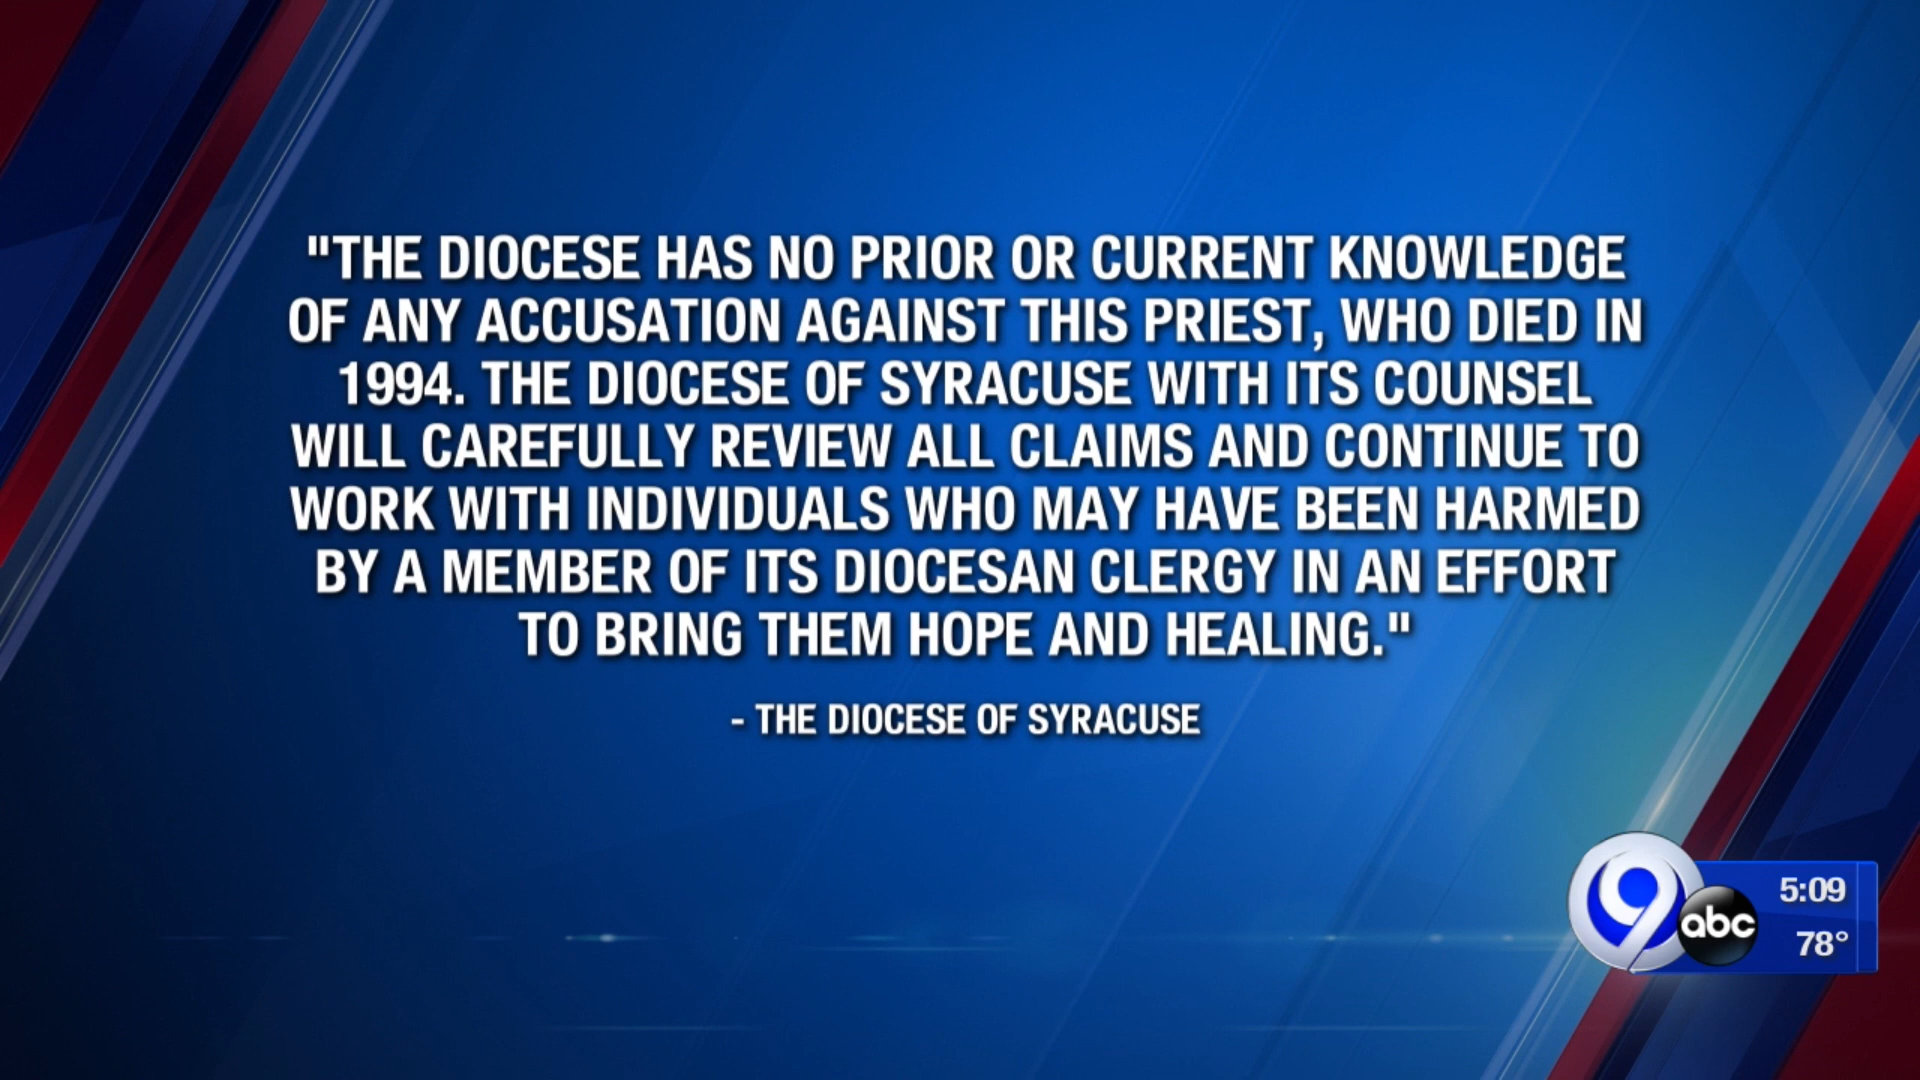 "THE DIOCESE HAS NO PRIOR OR CURRENT KNOWLEDGE
OF ANY ACCUSATION AGAINST THIS PRIEST, WHO DIED IN
1994. THE DIOCESE OF SYRACUSE WITH ITS COUNSEL
WILL CAREFULLY REVIEW ALL CLAIMS AND CONTINUE TO
WORK WITH INDIVIDUALS WHO MAY HAVE BEEN HARMED
BY A MEMBER OF ITS DIOCESAN CLERGY IN AN EFFORT
TO BRING THEM HOPE AND HEALING."
- THE DIOCESE OF SYRACUSE
9 abc
5:09
78°